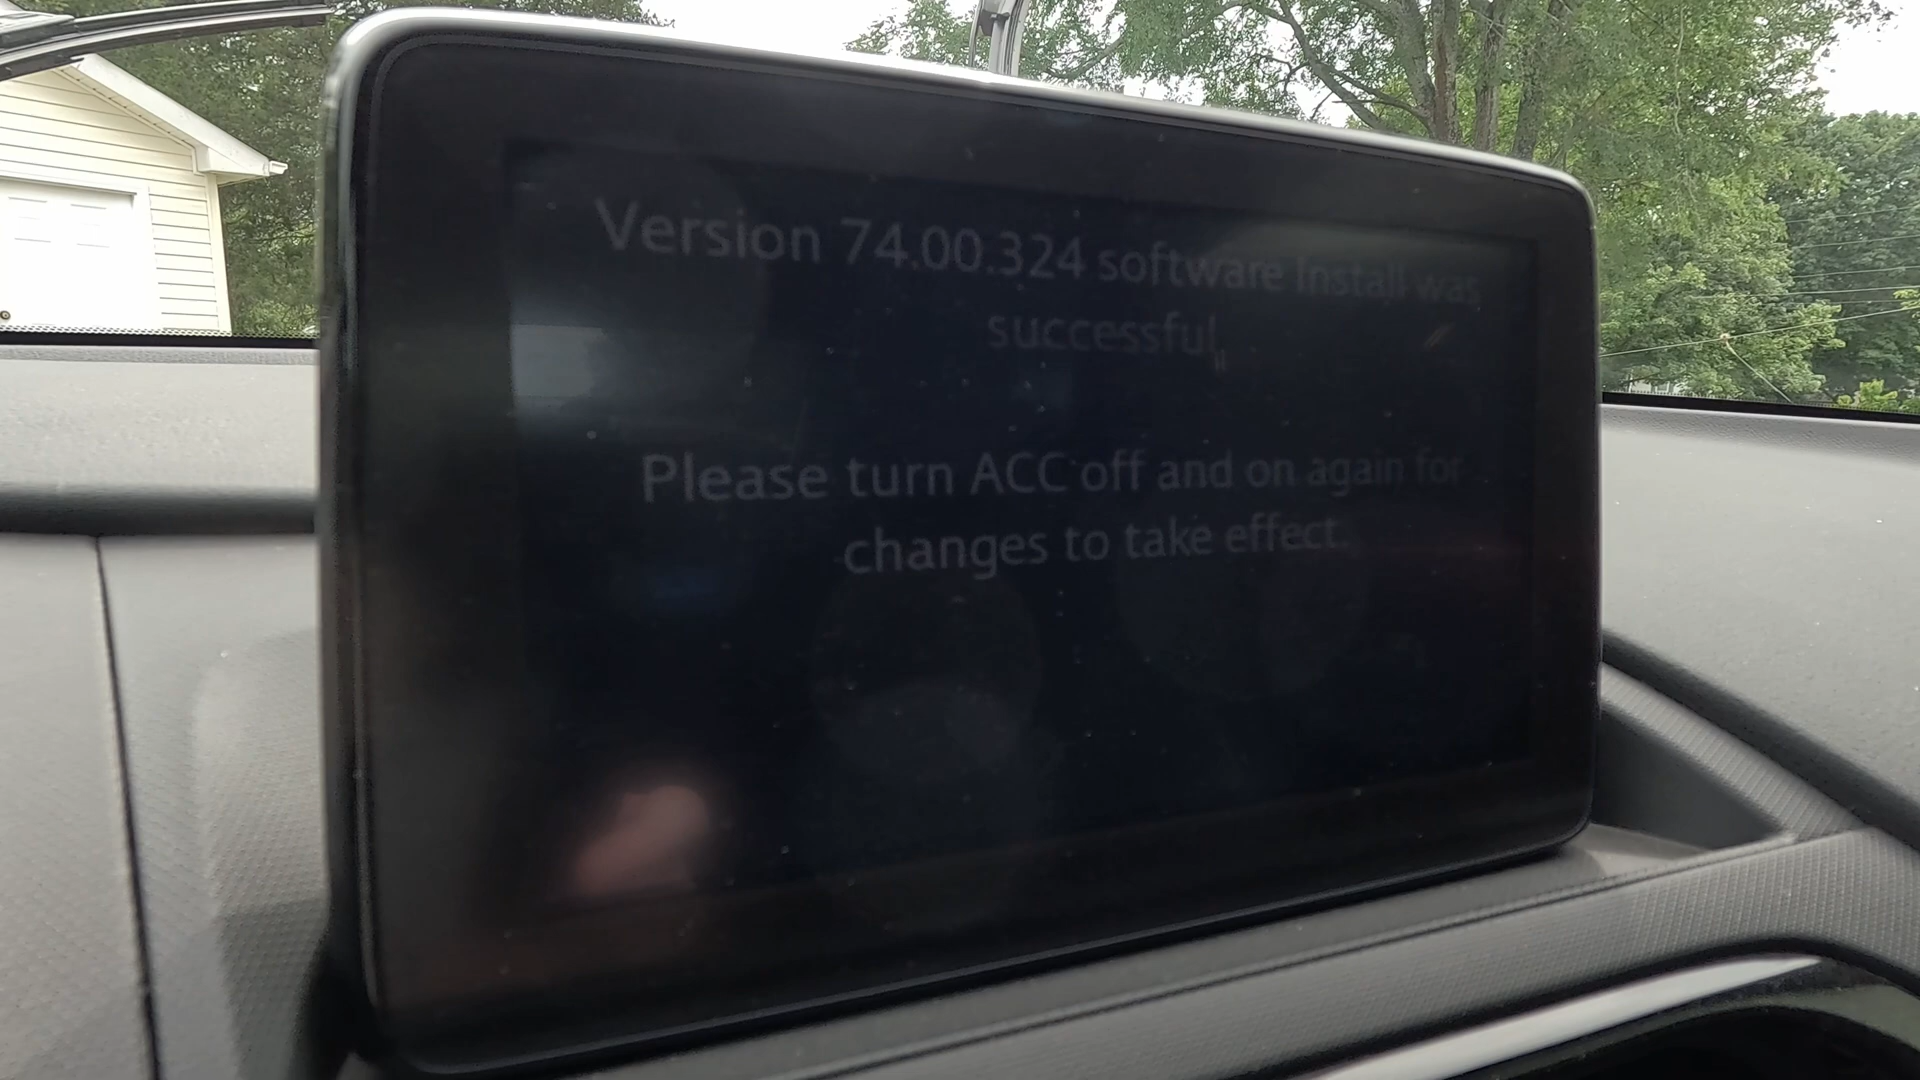 Version 74.00.324 software Install was
successful.
Please turn ACC off and on again for
changes to take effect.